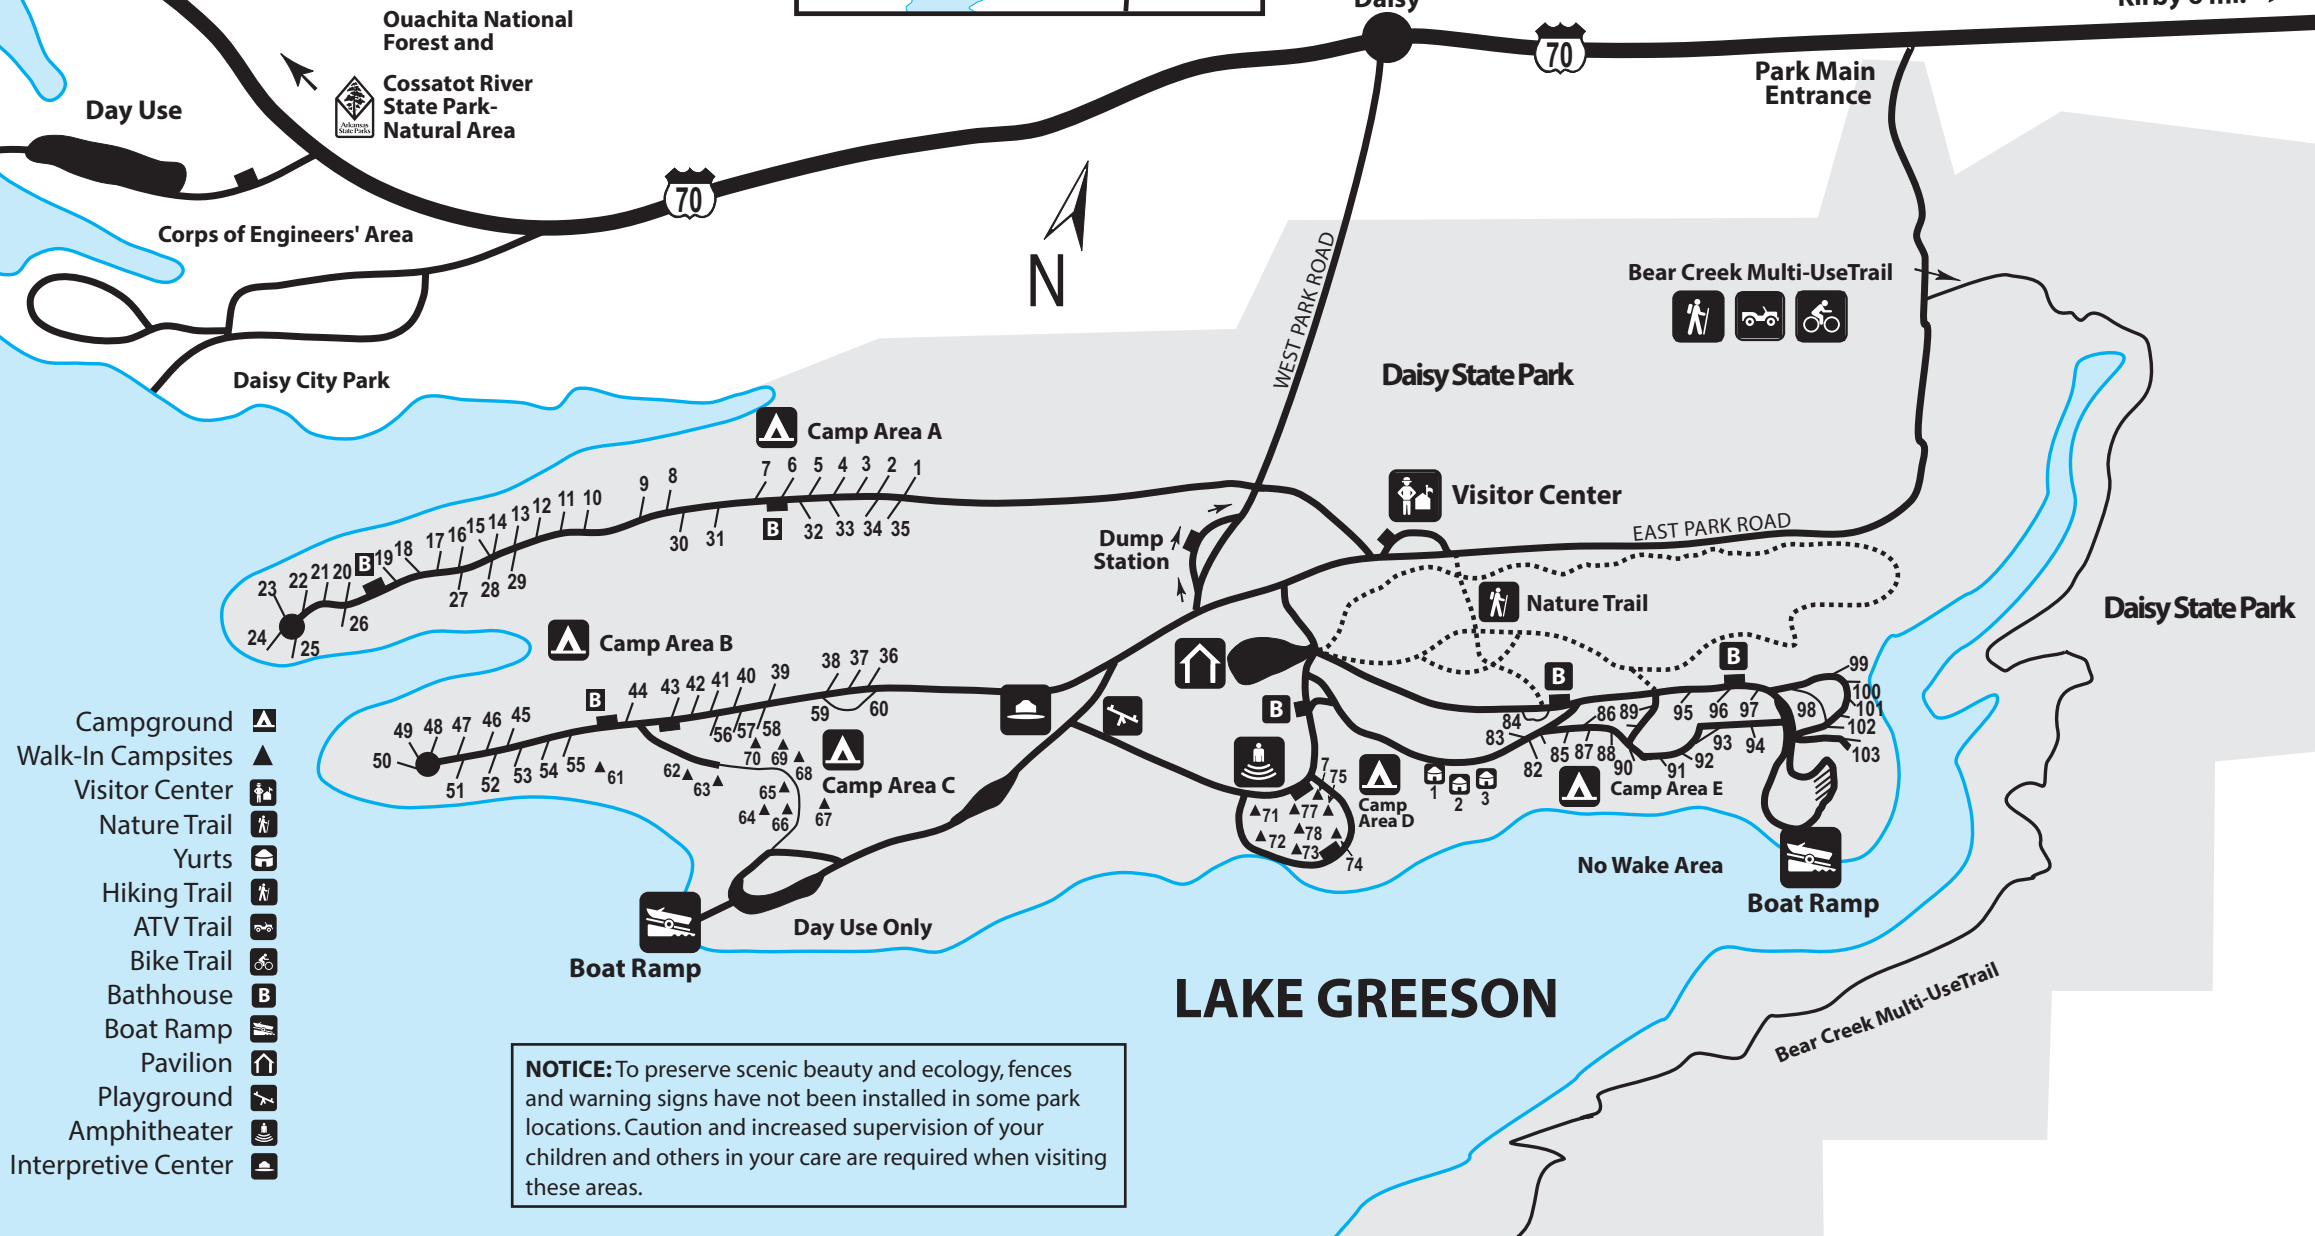 Ouachita National
Forest and
Cossatot River
State Park-
Natural Area
Arkansas
State Parks
Day Use
Daisy
Kirby 6 mi.
70
70
Park Main
Entrance
Corps of Engineers' Area
N
WEST PARK ROAD
Bear Creek Multi-UseTrail
Daisy City Park
Daisy State Park
Camp Area A
7 6 5 4 3 2 1
9 8
10 11 12 13 14 15 16 17 18 19
B
B
20 21 22 23
24 25 26
27 28 29
30 31 32 33 34 35
Visitor Center
EAST PARK ROAD
Dump
Station
Nature Trail
Daisy State Park
Camp Area B
36 37 38 39 40 41 42 43 44
B
45 46 47 48 49 50
51 52 53 54 55
56 57 58 59 60
61 62 63 64 65 66 67 68 69 70
Camp Area C
B
71 72 73 74 75 77 78
7
Camp
Area D
1 2 3
B
B
82 83 84 85 86 87 88 89 90 91 92 93 94 95 96 97 98 99 100 101 102 103
Camp Area E
No Wake Area
Boat Ramp
Day Use Only
Boat Ramp
LAKE GREESON
Bear Creek Multi-UseTrail
Campground
Walk-In Campsites
Visitor Center
Nature Trail
Yurts
Hiking Trail
ATV Trail
Bike Trail
Bathhouse B
Boat Ramp
Pavilion
Playground
Amphitheater
Interpretive Center
NOTICE: To preserve scenic beauty and ecology, fences
and warning signs have not been installed in some park
locations. Caution and increased supervision of your
children and others in your care are required when visiting
these areas.